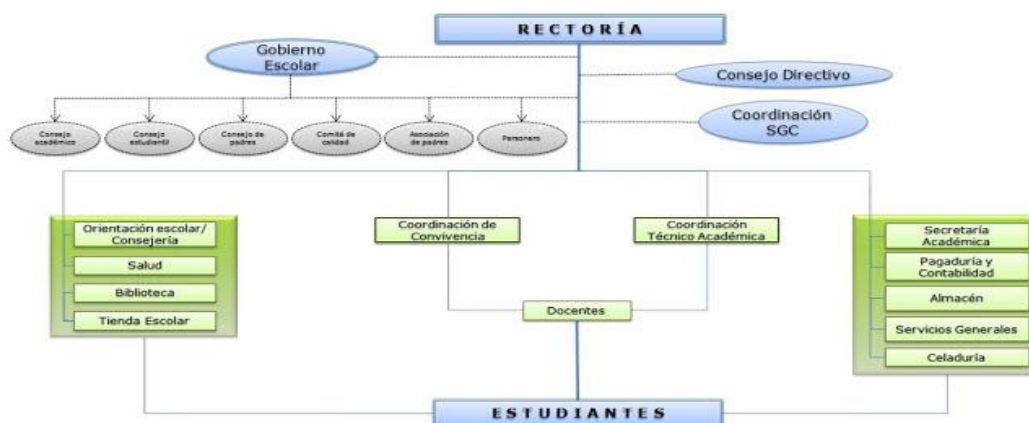 RECTORÍA
Gobierno
Escolar
Consejo Directivo
Coordinación
SGC
Consejo
académico
Consejo
estudiantil
Consejo de
padres
Comité de
calidad
Asociación
de padres
Personero
Orientación escolar/
Consejería
Salud
Biblioteca
Tienda Escolar
Coordinación de
Convivencia
Coordinación
Técnico Académica
Docentes
Secretaría
Académica
Pagaduría y
Contabilidad
Almacén
Servicios Generales
Celaduría
ESTUDIANTES